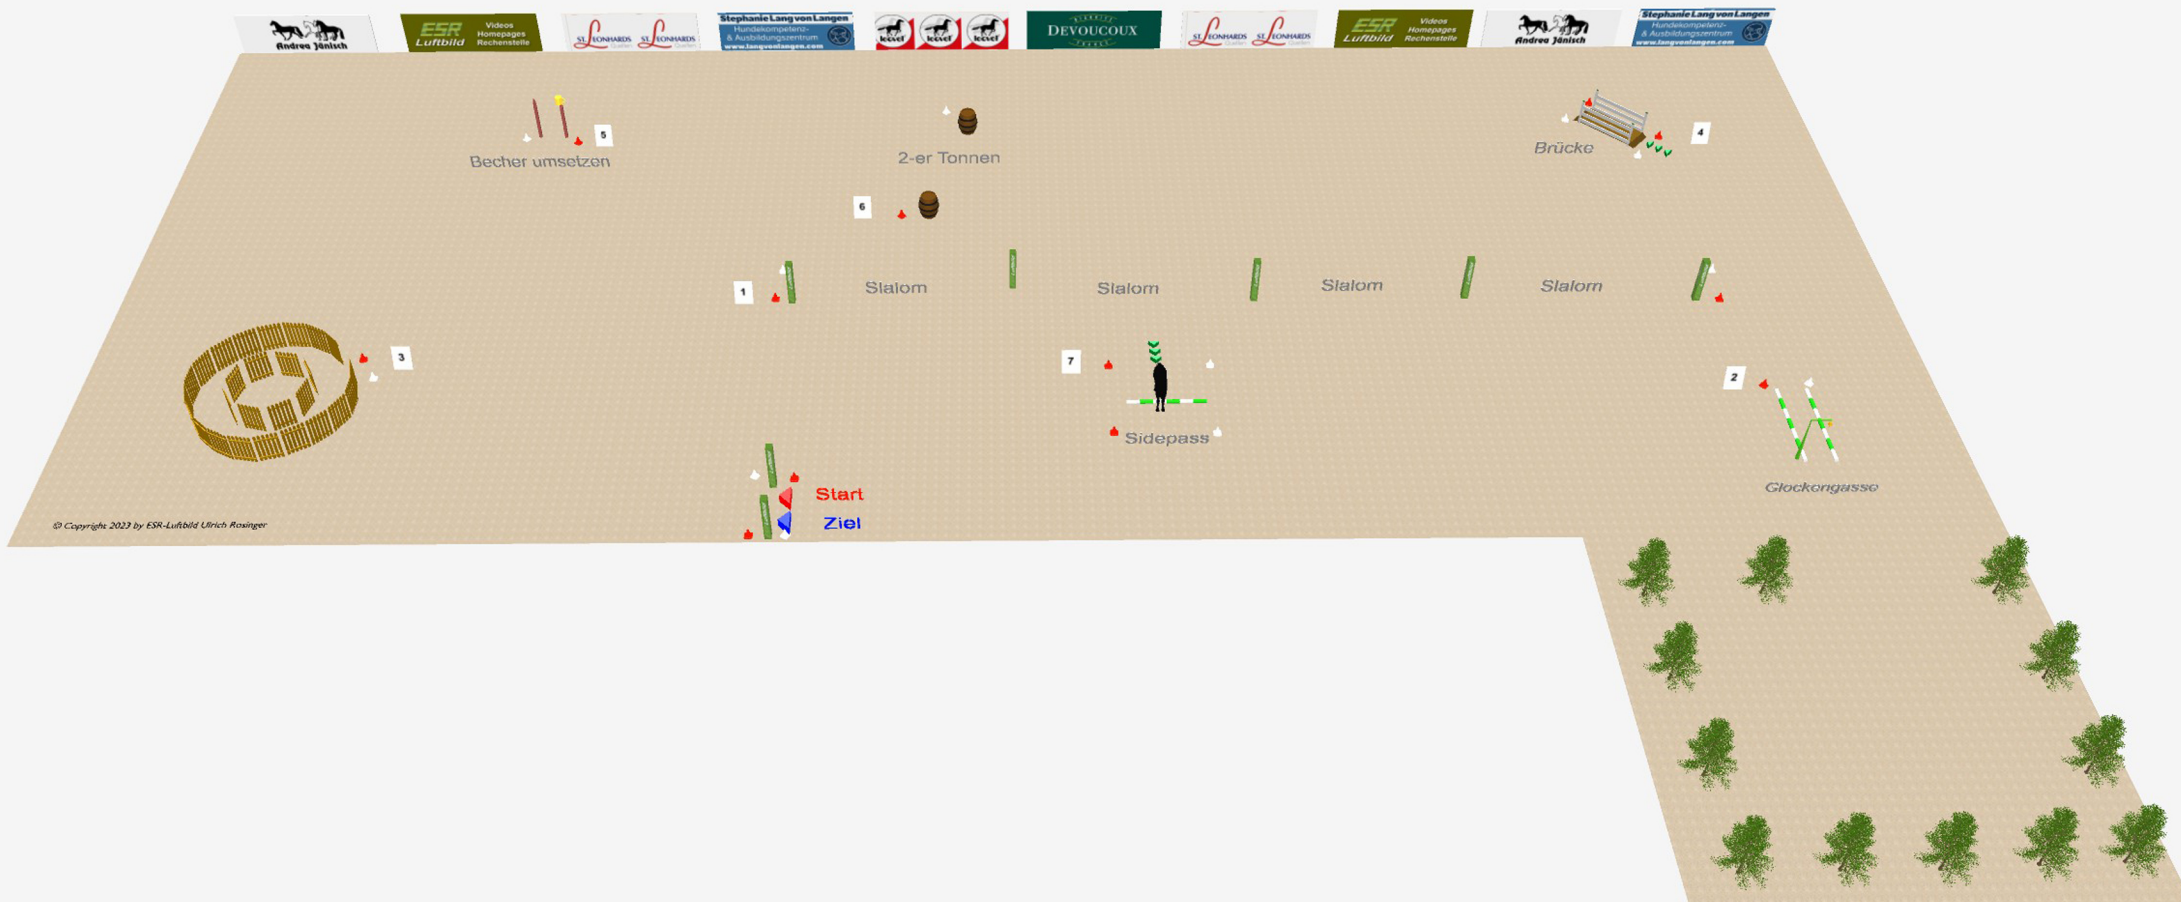 Andrea Jänisch
ESR
Luftbild
Videos
Homepages
Rechenstelle
ST. LEONHARDS
ST. LEONHARDS
Stephanie Lang von Langen
Hundekompetenz-
& Ausbildungszentrum
www.langvonlangen.com
DEVOUCOUX
ST. LEONHARDS
ST. LEONHARDS
ESR
Luftbild
Videos
Homepages
Rechenstelle
Andrea Jänisch
Stephanie Lang von Langen
Hundekompetenz-
& Ausbildungszentrum
www.langvonlangen.com
5
Becher umsetzen
2-er Tonnen
4
Brücke
6
1
Slalom
Slalom
Slalom
Slalom
3
7
Sidepass
2
Glockengasse
Start
Ziel
© Copyright 2023 by ESR-Luftbild Ulrich Rosinger